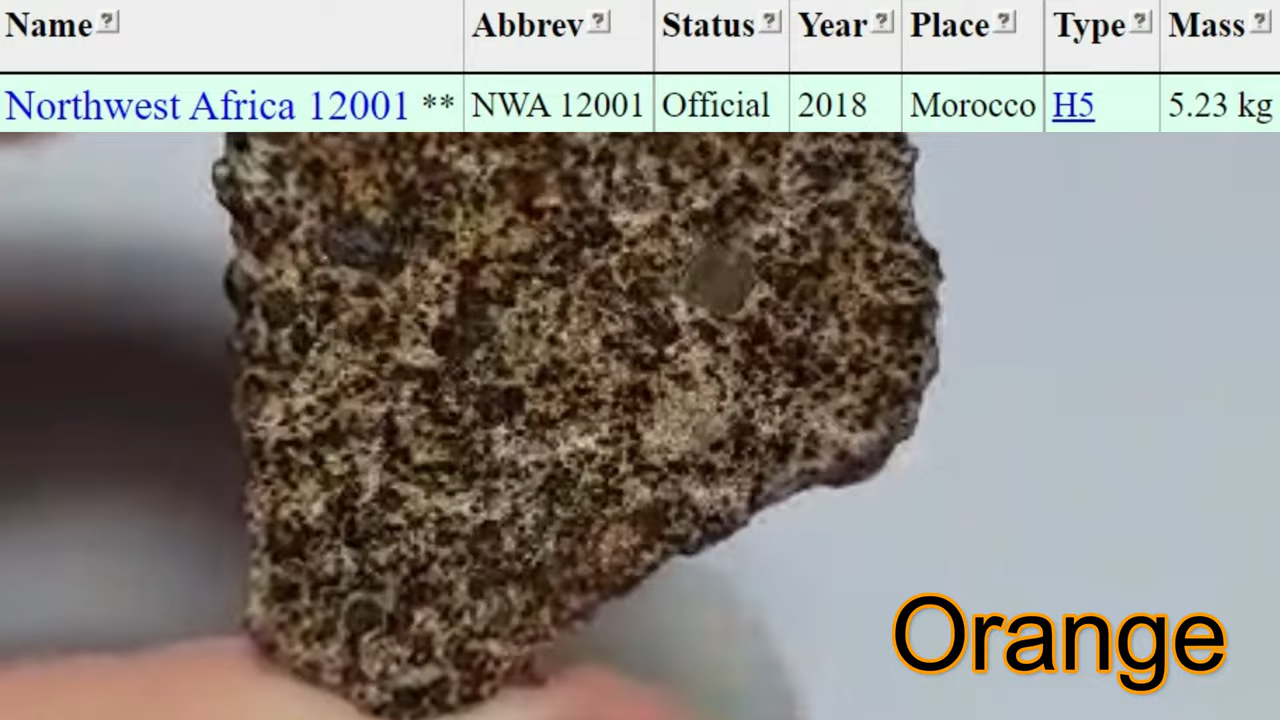 Name ? Abbrev ? Status ? Year ? Place ? Type ? Mass ?
Northwest Africa 12001 ** NWA 12001 Official 2018 Morocco H5 5.23 kg
Orange